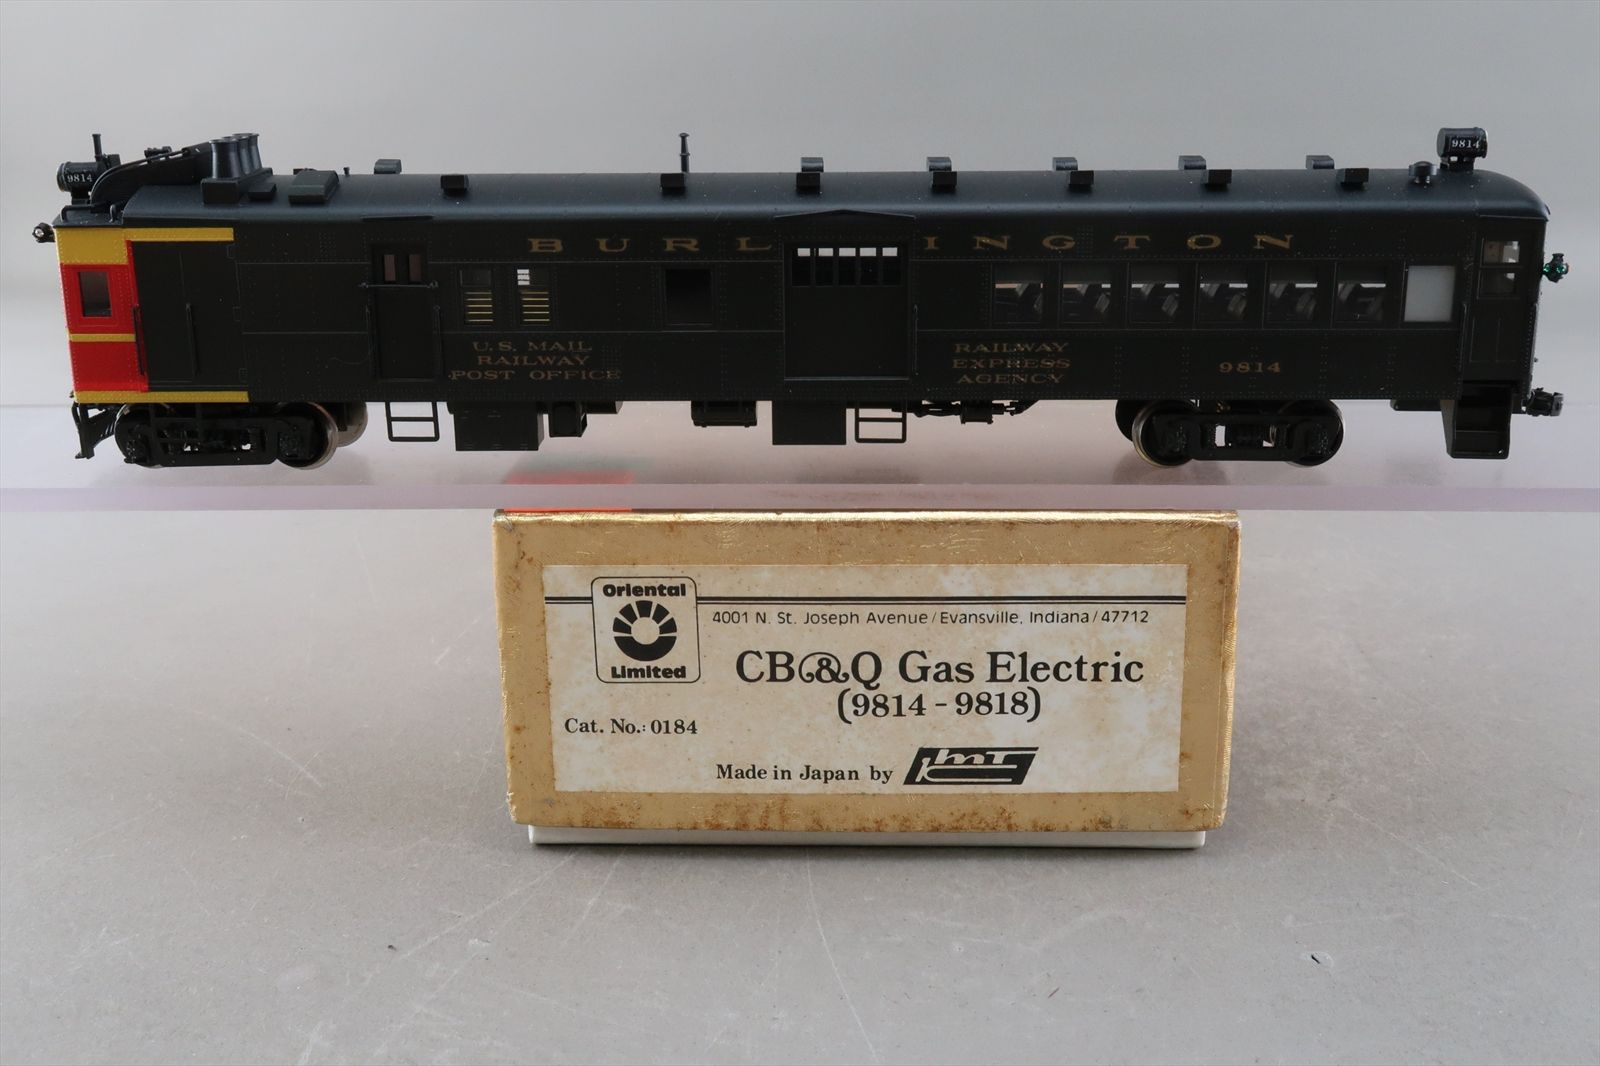 9814
9814
BURLINGTON
U.S. MAIL
RAILWAY
POST OFFICE
RAILWAY
EXPRESS
AGENCY
9814
Oriental
Limited
4001 N. St. Joseph Avenue/Evansville, Indiana/47712
CB&Q Gas Electric
(9814-9818)
Cat. No.: 0184
Made in Japan by KMT